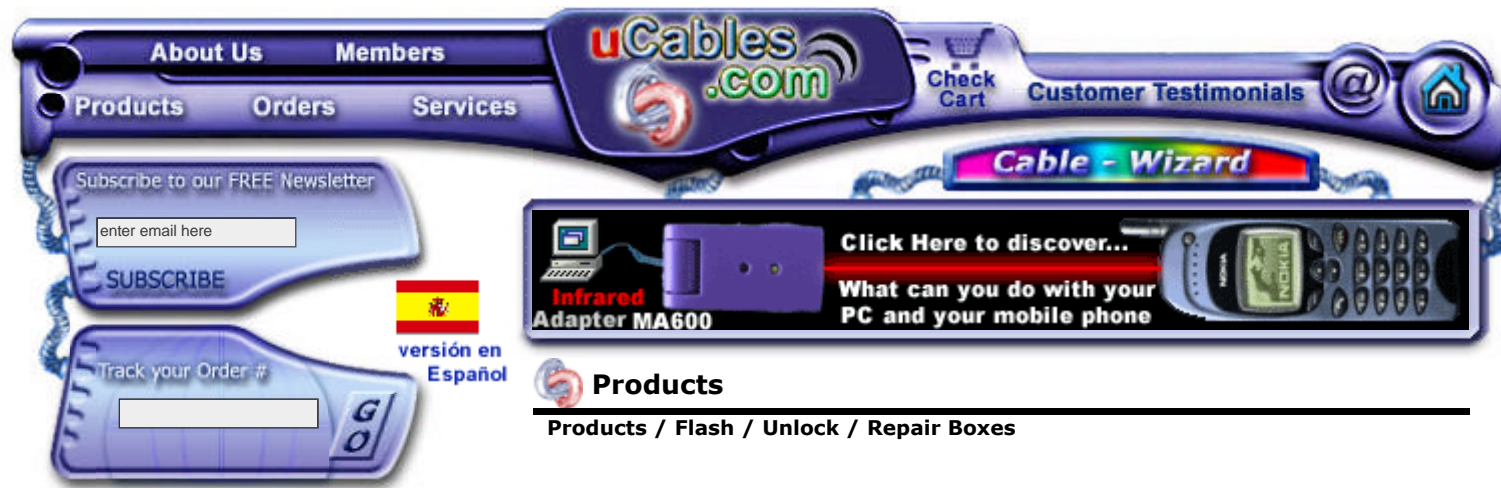 About Us Members
Products Orders Services
uCables
.com
Check
Cart
Customer Testimonials
@
Cable - Wizard
Subscribe to our FREE Newsletter
enter email here
SUBSCRIBE
versión en
Español
Track your Order #
GO
Infrared
Adapter MA600
Click Here to discover...
What can you do with your
PC and your mobile phone
NOKIA
NOKIA
Products
Products / Flash / Unlock / Repair Boxes